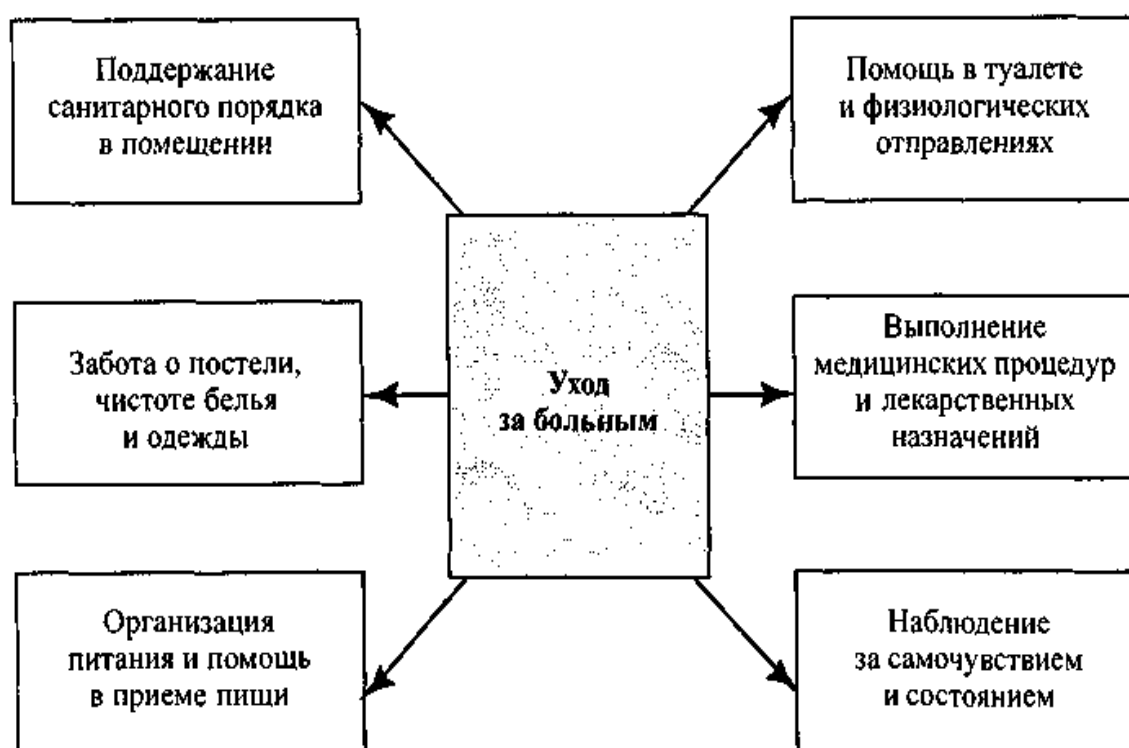 Поддержание
санитарного порядка
в помещении
Помощь в туалете
и физиологических
отправлениях
Забота о постели,
чистоте белья
и одежды
Уход
за больным
Выполнение
медицинских процедур
и лекарственных
назначений
Организация
питания и помощь
в приеме пищи
Наблюдение
за самочувствием
и состоянием